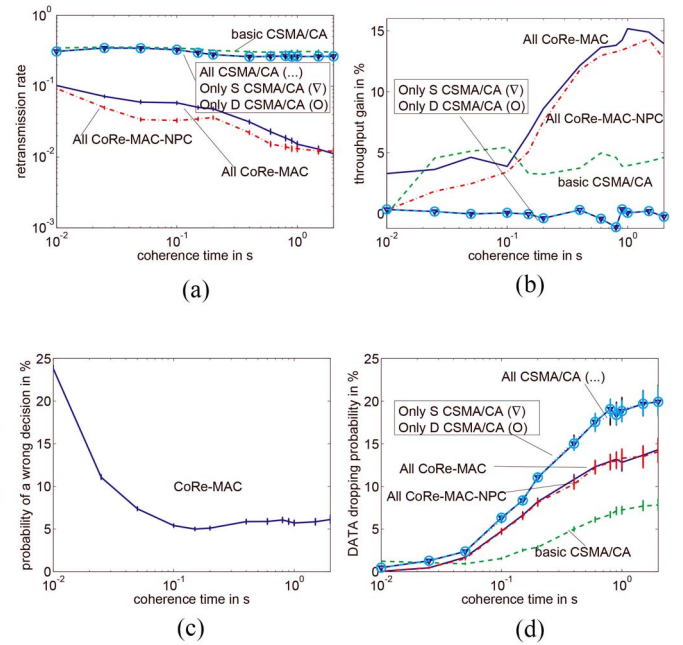 10^0
10^-1
10^-2
10^-3
retransmission rate
basic CSMA/CA
All CSMA/CA (...)
Only S CSMA/CA (∇)
Only D CSMA/CA (O)
All CoRe-MAC-NPC
All CoRe-MAC
10^-2 10^-1 10^0
coherence time in s
(a)
15
10
5
0
throughput gain in %
All CoRe-MAC
Only S CSMA/CA (∇)
Only D CSMA/CA (O)
All CoRe-MAC-NPC
basic CSMA/CA
10^-2 10^-1 10^0
coherence time in s
(b)
25
20
15
10
5
0
probability of a wrong decision in %
CoRe-MAC
10^-2 10^-1 10^0
coherence time in s
(c)
25
20
15
10
5
0
DATA dropping probability in %
All CSMA/CA (...)
Only S CSMA/CA (∇)
Only D CSMA/CA (O)
All CoRe-MAC
All CoRe-MAC-NPC
basic CSMA/CA
10^-2 10^-1 10^0
coherence time in s
(d)